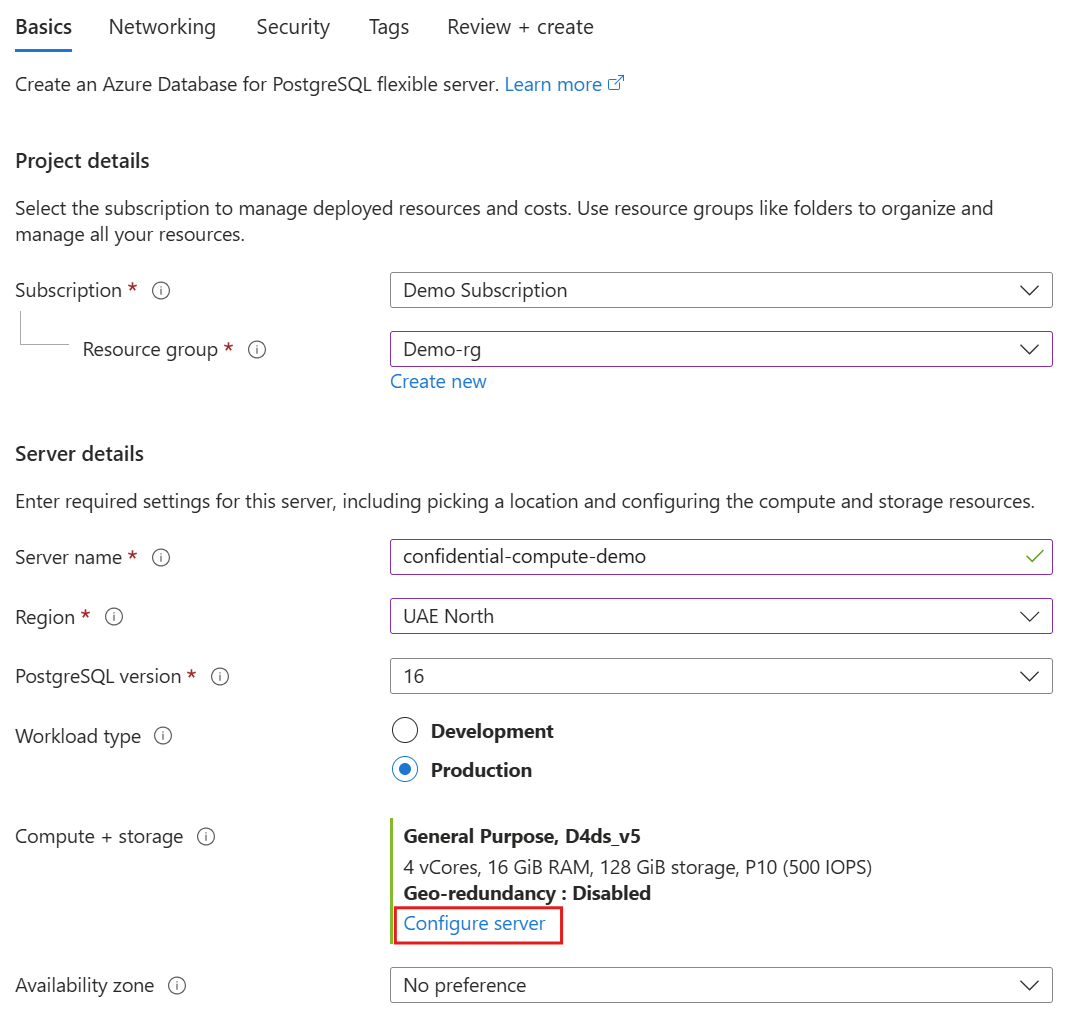 Basics Networking Security Tags Review + create
Create an Azure Database for PostgreSQL flexible server. Learn more
Project details
Select the subscription to manage deployed resources and costs. Use resource groups like folders to organize and
manage all your resources.
Subscription * Demo Subscription
Resource group * Demo-rg
Create new
Server details
Enter required settings for this server, including picking a location and configuring the compute and storage resources.
Server name * confidential-compute-demo
Region * UAE North
PostgreSQL version * 16
Workload type Development
Production
Compute + storage General Purpose, D4ds_v5
4 vCores, 16 GiB RAM, 128 GiB storage, P10 (500 IOPS)
Geo-redundancy : Disabled
Configure server
Availability zone No preference